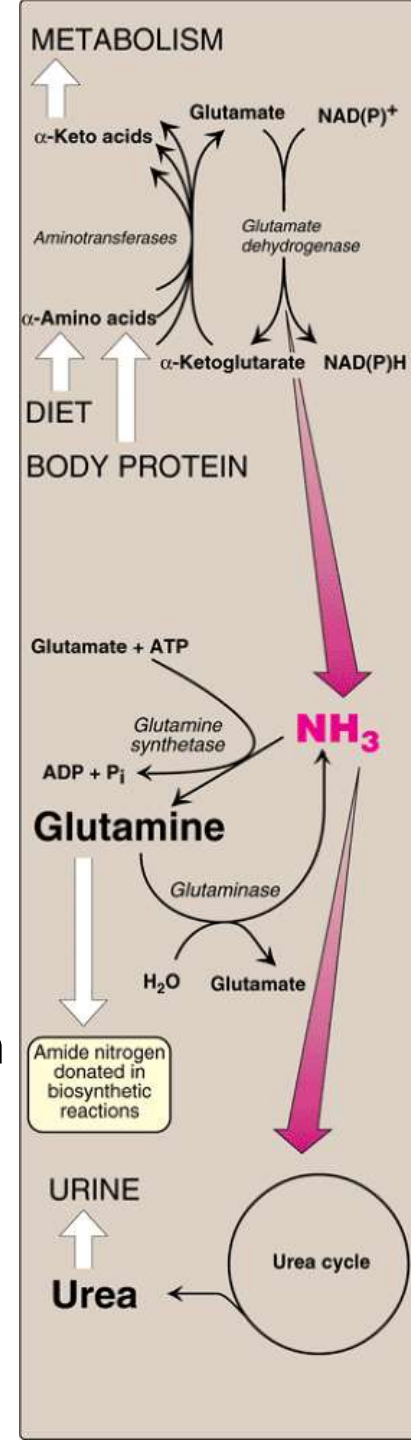 METABOLISM
Glutamate NAD(P)+
α-Keto acids
Aminotransferases
Glutamate
dehydrogenase
α-Amino acids
α-Ketoglutarate NAD(P)H
DIET
BODY PROTEIN
Glutamate + ATP
Glutamine
synthetase
NH3
ADP + Pi
Glutamine
Glutaminase
H2O Glutamate
Amide nitrogen
donated in
biosynthetic
reactions
URINE
Urea cycle
Urea